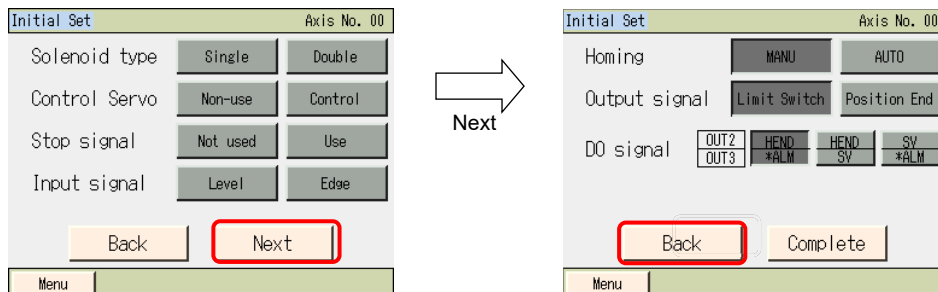 Initial Set Axis No. 00
Solenoid type Single Double
Control Servo Non-use Control
Stop signal Not used Use
Input signal Level Edge
Back Next
Menu
Next
Initial Set Axis No. 00
Homing MANU AUTO
Output signal Limit Switch Position End
DO signal OUT2 HEND HEND SV
OUT3 *ALM SV *ALM
Back Complete
Menu